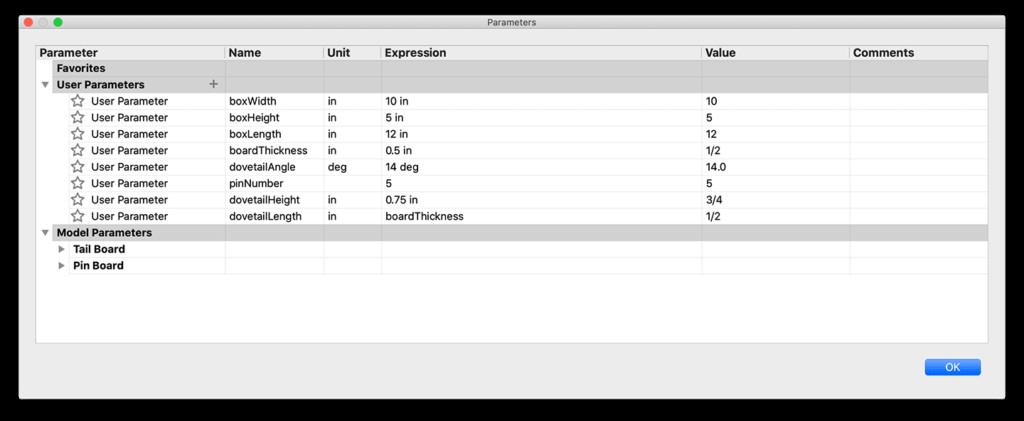 Parameters
Parameter Name Unit Expression Value Comments
Favorites
User Parameters +
User Parameter boxWidth in 10 in 10
User Parameter boxHeight in 5 in 5
User Parameter boxLength in 12 in 12
User Parameter boardThickness in 0.5 in 1/2
User Parameter dovetailAngle deg 14 deg 14.0
User Parameter pinNumber 5 5
User Parameter dovetailHeight in 0.75 in 3/4
User Parameter dovetailLength in boardThickness 1/2
Model Parameters
Tail Board
Pin Board
OK